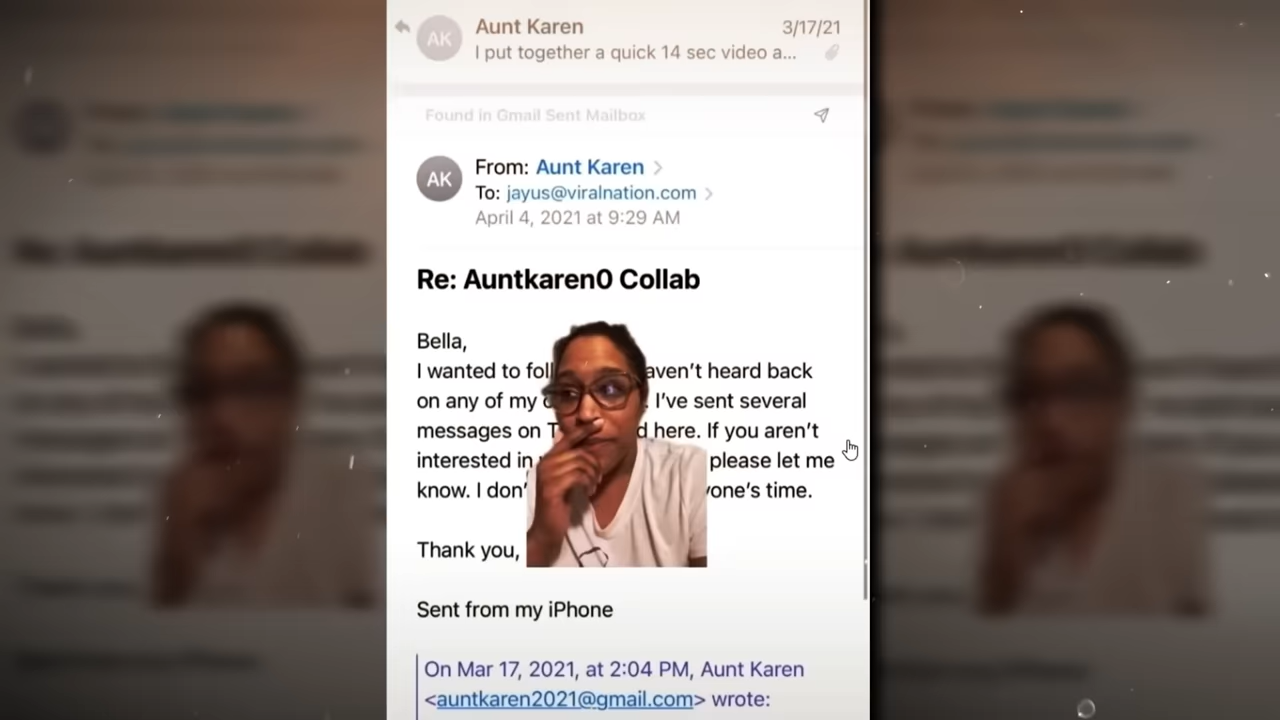 AK
Aunt Karen
3/17/21
I put together a quick 14 sec video a...
Found in Gmail Sent Mailbox
AK
From: Aunt Karen
To: jayus@viralnation.com
April 4, 2021 at 9:29 AM
Re: Auntkaren0 Collab
Bella,
I wanted to heard back
on any of my I've sent several
messages on here. If you aren't
interested in please let me
know. I time.
Thank you,
Sent from my iPhone
On Mar 17, 2021, at 2:04 PM, Aunt Karen
<auntkaren2021@gmail.com> wrote: